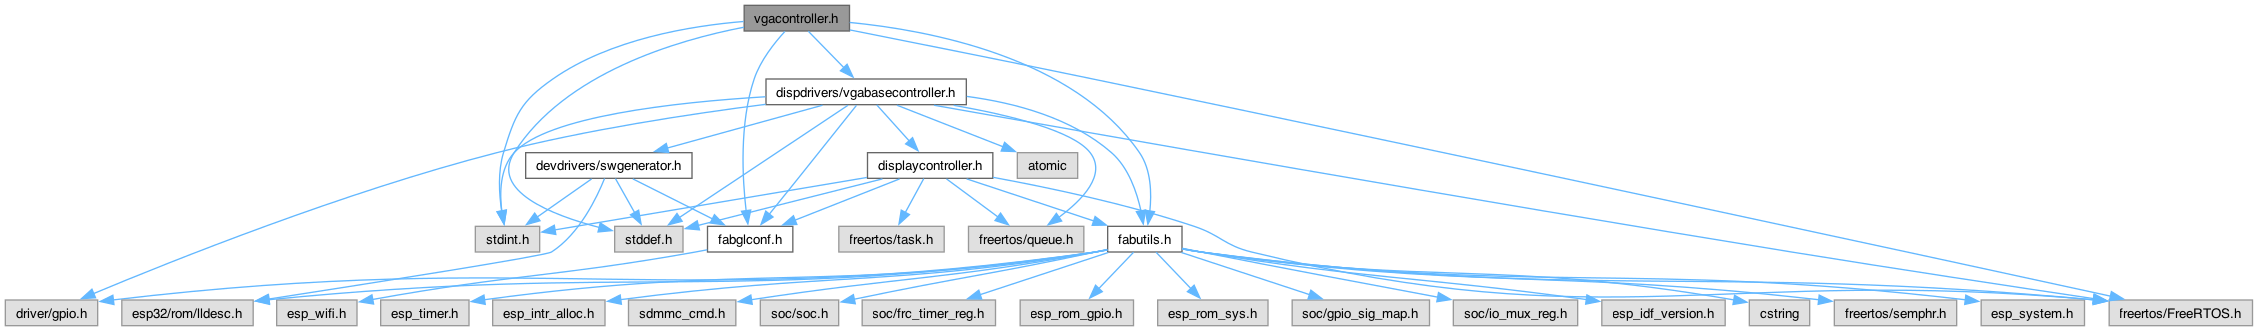 vgacontroller.h
dispdrivers/vgabasecontroller.h
devdrivers/swgenerator.h
displaycontroller.h
atomic
stdint.h
stddef.h
fabglconf.h
freertos/task.h
freertos/queue.h
fabutils.h
driver/gpio.h
esp32/rom/lldesc.h
esp_wifi.h
esp_timer.h
esp_intr_alloc.h
sdmmc_cmd.h
soc/soc.h
soc/frc_timer_reg.h
esp_rom_gpio.h
esp_rom_sys.h
soc/gpio_sig_map.h
soc/io_mux_reg.h
esp_idf_version.h
cstring
freertos/semphr.h
esp_system.h
freertos/FreeRTOS.h